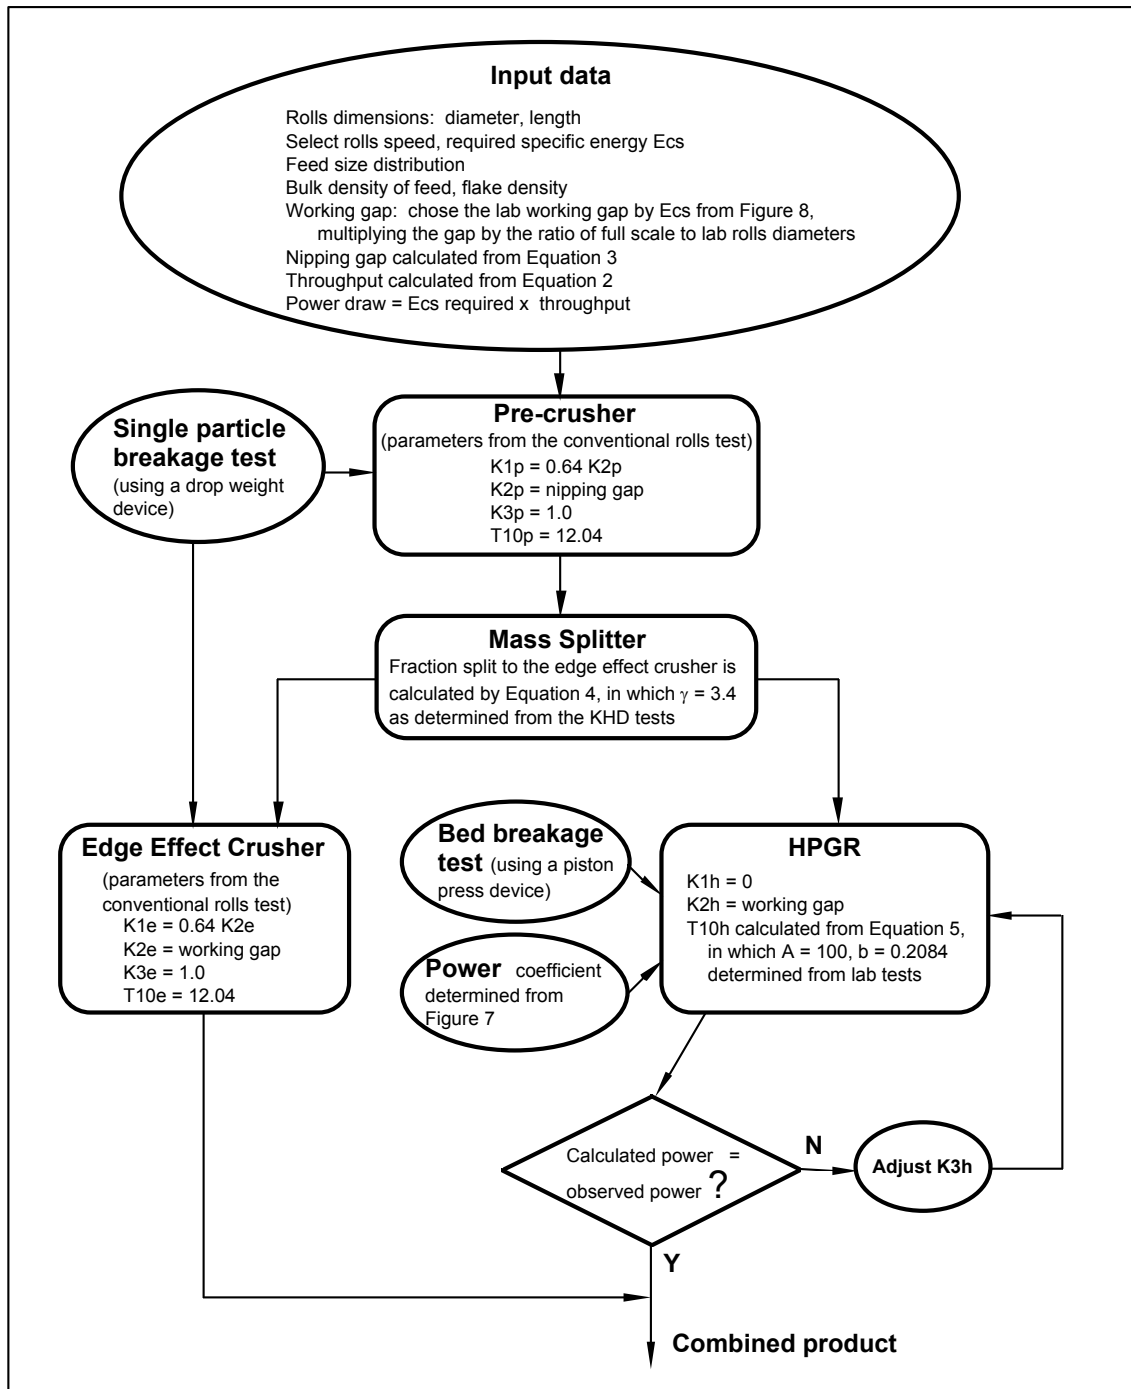 Input data
Rolls dimensions: diameter, length
Select rolls speed, required specific energy Ecs
Feed size distribution
Bulk density of feed, flake density
Working gap: chose the lab working gap by Ecs from Figure 8,
multiplying the gap by the ratio of full scale to lab rolls diameters
Nipping gap calculated from Equation 3
Throughput calculated from Equation 2
Power draw = Ecs required x throughput
Single particle
breakage test
(using a drop weight
device)
Pre-crusher
(parameters from the conventional rolls test)
K1p = 0.64 K2p
K2p = nipping gap
K3p = 1.0
T10p = 12.04
Mass Splitter
Fraction split to the edge effect crusher is
calculated by Equation 4, in which γ = 3.4
as determined from the KHD tests
Edge Effect Crusher
(parameters from the
conventional rolls test)
K1e = 0.64 K2e
K2e = working gap
K3e = 1.0
T10e = 12.04
Bed breakage
test (using a piston
press device)
Power coefficient
determined from
Figure 7
HPGR
K1h = 0
K2h = working gap
T10h calculated from Equation 5,
in which A = 100, b = 0.2084
determined from lab tests
Calculated power =
observed power ?
N
Adjust K3h
Y
Combined product